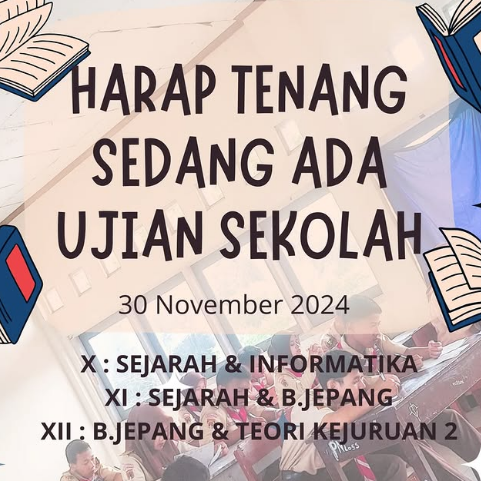 HARAP TENANG
SEDANG ADA
UJIAN SEKOLAH
30 November 2024
X : SEJARAH & INFORMATIKA
XI : SEJARAH & B.JEPANG
XII : B.JEPANG & TEORI KEJURUAN 2